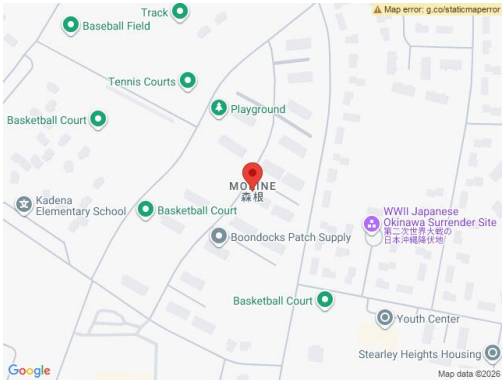 Track
Map error: g.co/staticmaperror
Baseball Field
Tennis Courts
Playground
Basketball Court
森根
Kadena
Elementary School
Basketball Court
WWII Japanese
Okinawa Surrender Site
第二次世界大戦の
日本沖縄降伏地
Boondocks Patch Supply
Basketball Court
Youth Center
Stearley Heights Housing
Google
Map data ©2026